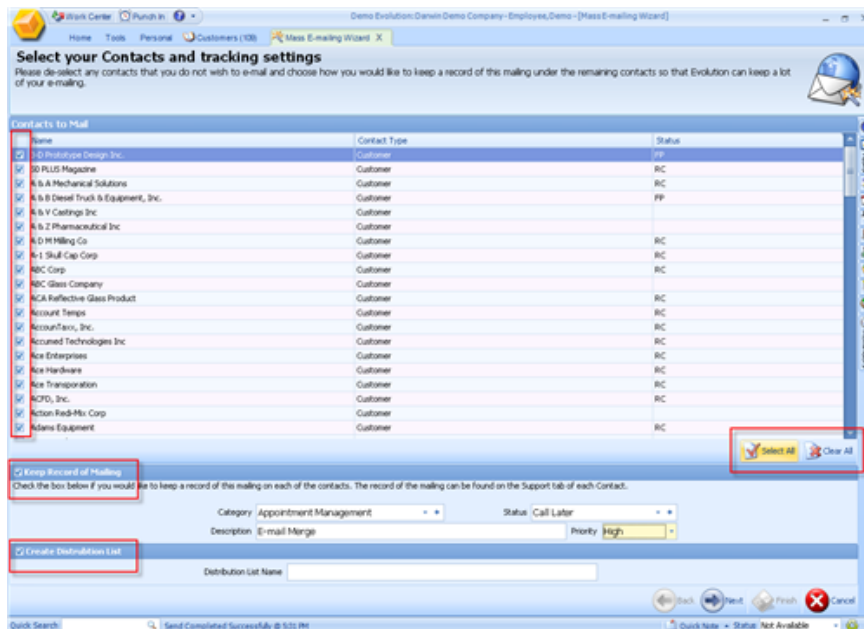 Work Center Punch In
Demo Evolution: Darwin Demo Company - Employee, Demo - [Mass E-mailing Wizard]
Home Tools Personal Customers (108) Mass E-mailing Wizard X
Select your Contacts and tracking settings
Please de-select any contacts that you do not wish to e-mail and choose how you would like to keep a record of this mailing under the remaining contacts so that Evolution can keep a lot
of your e-mailing.
Contacts to Mail
Name Contact Type Status
3-D Prototype Design Inc. Customer PP
50 PLUS Magazine Customer RC
A & A Mechanical Solutions Customer RC
A & B Diesel Truck & Equipment, Inc. Customer PP
A & V Castings Inc Customer
A & Z Pharmaceutical Inc Customer
A D M Milling Co Customer RC
A-1 Skull Cap Corp Customer RC
ABC Corp Customer RC
ABC Glass Company Customer
ACA Reflective Glass Product Customer RC
Account Temps Customer RC
AccounTaxx, Inc. Customer RC
Accumed Technologies Inc Customer RC
Ace Enterprises Customer RC
Ace Hardware Customer RC
Ace Transporation Customer RC
ACFD, Inc. Customer RC
Action Redi-Mix Corp Customer
Adams Equipment Customer RC
Select All Clear All
Keep Record of Mailing
Check the box below if you would like to keep a record of this mailing on each of the contacts. The record of the mailing can be found on the Support tab of each Contact.
Category Appointment Management Status Call Later
Description E-mail Merge Priority High
Create Distrubtion List
Distribution List Name
Back Next Finish Cancel
Quick Search Send Completed Successfully @ 5:31 PM Quick Note Status Not Available